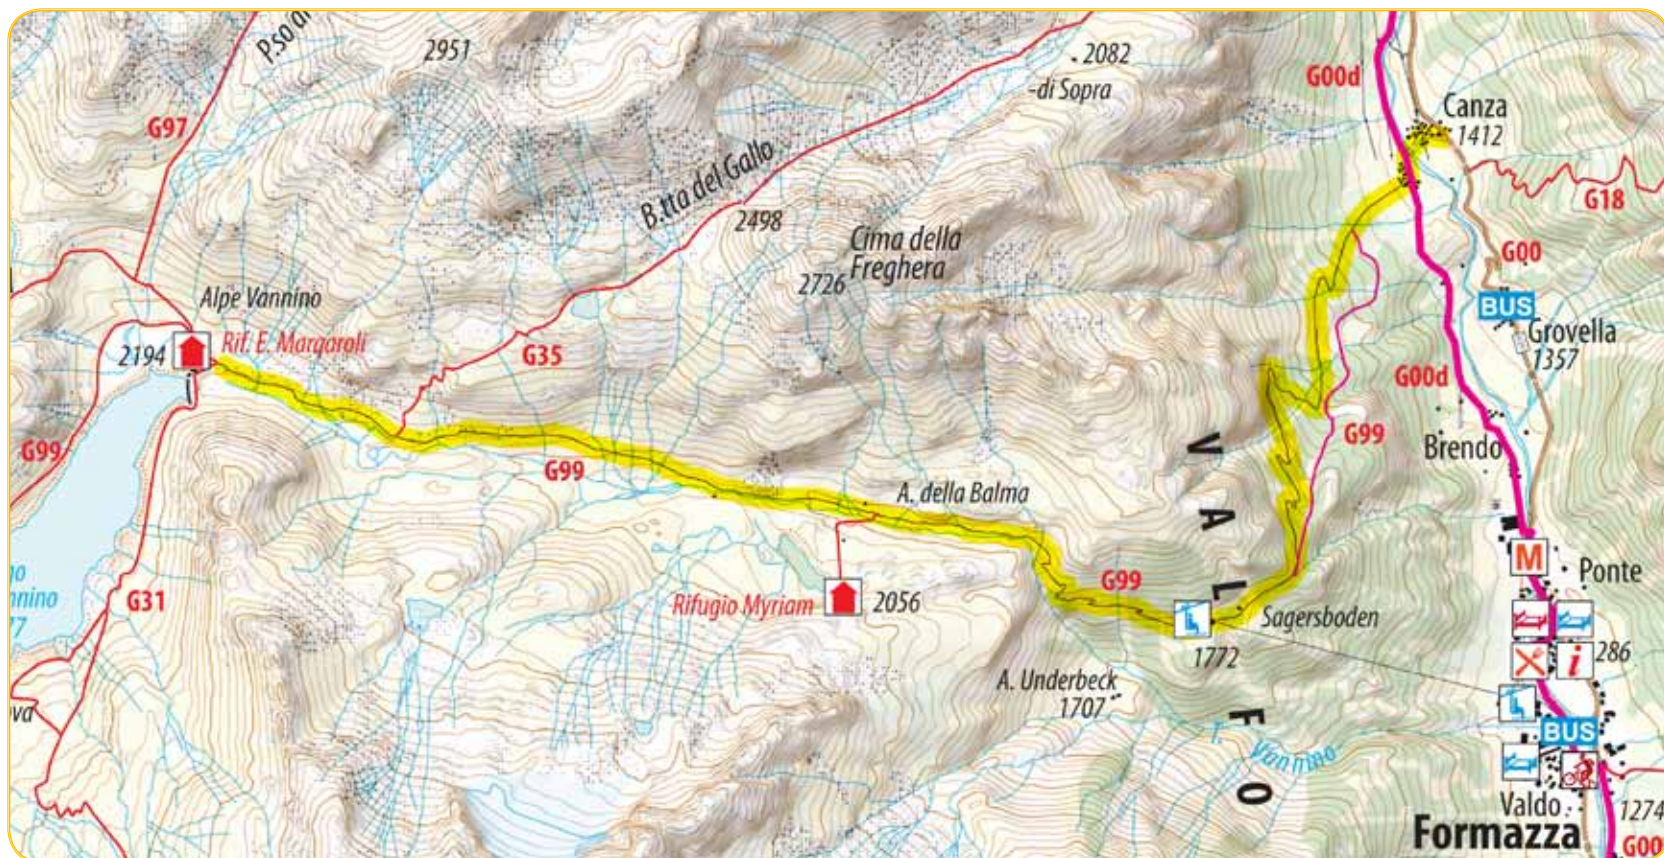 P.so
2951
2082
-di Sopra
G00d
Canza
1412
G97
B.tta del Gallo
G18
2498
Cima della
Freghera
2726
G00
BUS
Grovella
1357
Alpe Vannino
2194
Rif. E. Margaroli
G35
G00d
G99
G99
G99
Brendo
VAL FO
A. della Balma
M
Ponte
G31
Rifugio Myriam
2056
G99
Sagersboden
1772
i
286
A. Underbeck
1707
T. Vannino
BUS
Valdo
1274
Formazza
G00